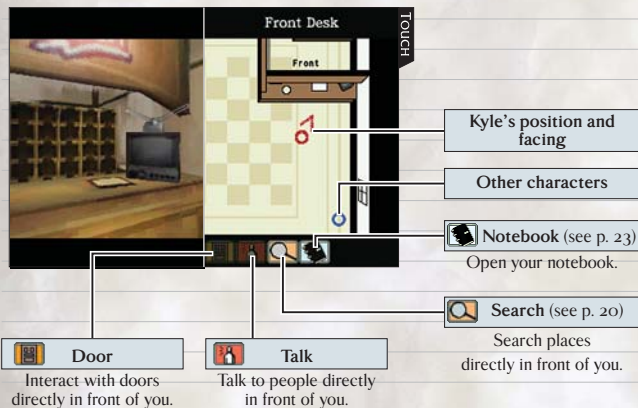 Front Desk
TOUCH
Front
Kyle's position and
facing
Other characters
Notebook (see p. 23)
Open your notebook.
Search (see p. 20)
Search places
directly in front of you.
Door
Interact with doors
directly in front of you.
Talk
Talk to people directly
in front of you.